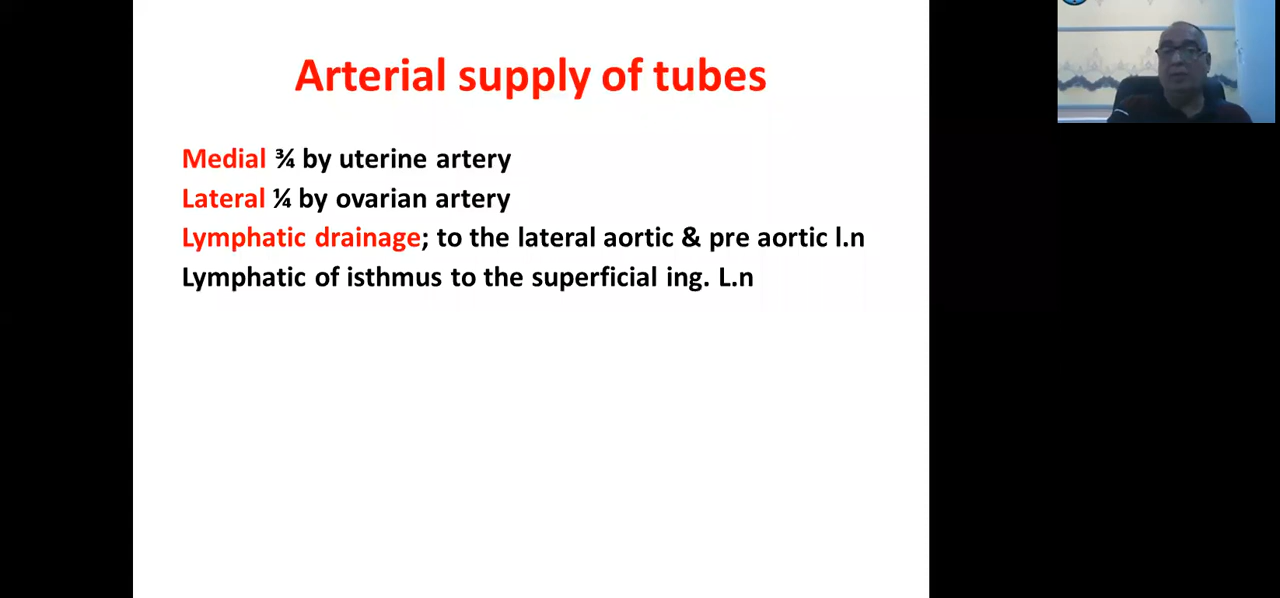 Arterial supply of tubes
Medial ¾ by uterine artery
Lateral ¼ by ovarian artery
Lymphatic drainage; to the lateral aortic & pre aortic l.n
Lymphatic of isthmus to the superficial ing. L.n